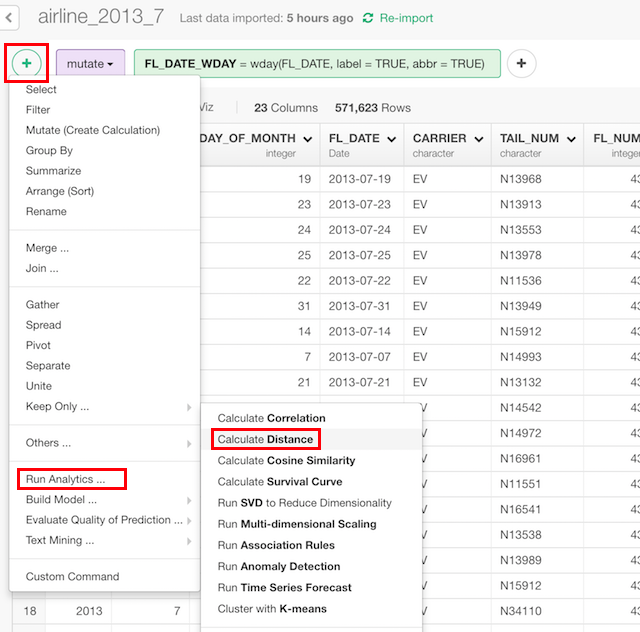 airline_2013_7 Last data imported: 5 hours ago Re-import
+ mutate FL_DATE_WDAY = wday(FL_DATE, label = TRUE, abbr = TRUE) +
Viz 23 Columns 571,623 Rows
DAY_OF_MONTH FL_DATE CARRIER TAIL_NUM FL_NUM
integer Date character character integer
19 2013-07-19 EV N13968 43
23 2013-07-23 EV N13913 43
24 2013-07-24 EV N13553 43
25 2013-07-25 EV N13978 43
22 2013-07-22 EV N11536 43
31 2013-07-31 EV N13949 43
14 2013-07-14 EV N15912 43
7 2013-07-07 EV N14993 43
21 2013-07-21 EV N13132 43
N14542 43
N14972 43
N16961 43
N11551 43
N16541 43
N13538 43
N13989 43
N15912 43
18 2013 7 N34110 43
Select
Filter
Mutate (Create Calculation)
Group By
Summarize
Arrange (Sort)
Rename
Merge ...
Join ...
Gather
Spread
Pivot
Separate
Unite
Keep Only ...
Others ...
Run Analytics ...
Build Model ...
Evaluate Quality of Prediction ...
Text Mining ...
Custom Command
Calculate Correlation
Calculate Distance
Calculate Cosine Similarity
Calculate Survival Curve
Run SVD to Reduce Dimensionality
Run Multi-dimensional Scaling
Run Association Rules
Run Anomaly Detection
Run Time Series Forecast
Cluster with K-means